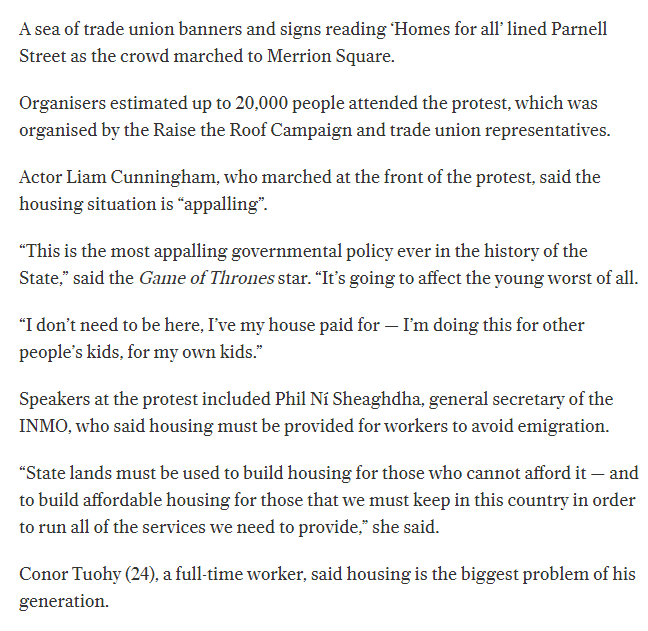 A sea of trade union banners and signs reading ‘Homes for all’ lined Parnell
Street as the crowd marched to Merrion Square.
Organisers estimated up to 20,000 people attended the protest, which was
organised by the Raise the Roof Campaign and trade union representatives.
Actor Liam Cunningham, who marched at the front of the protest, said the
housing situation is “appalling”.
“This is the most appalling governmental policy ever in the history of the
State,” said the Game of Thrones star. “It’s going to affect the young worst of all.
“I don’t need to be here, I’ve my house paid for — I’m doing this for other
people’s kids, for my own kids.”
Speakers at the protest included Phil Ní Sheaghdha, general secretary of the
INMO, who said housing must be provided for workers to avoid emigration.
“State lands must be used to build housing for those who cannot afford it — and
to build affordable housing for those that we must keep in this country in order
to run all of the services we need to provide,” she said.
Conor Tuohy (24), a full-time worker, said housing is the biggest problem of his
generation.